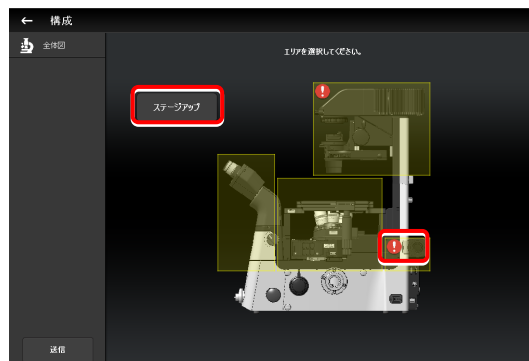 ← 構成
全体図
エリアを選択してください。
ステージアップ
送信